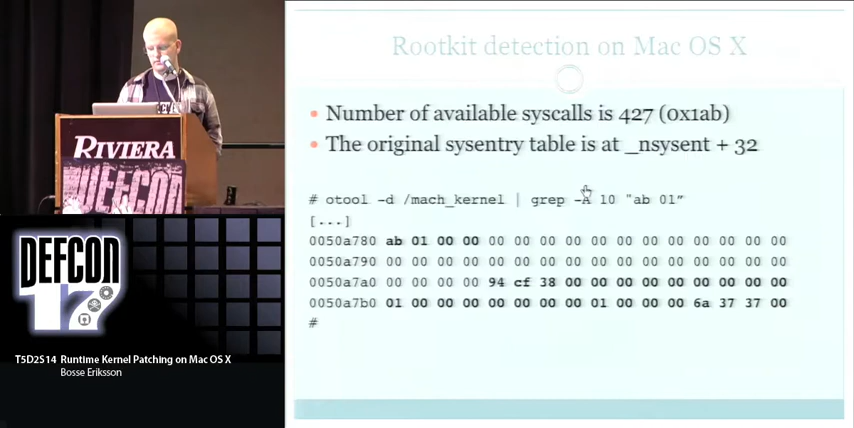 Rootkit detection on Mac OS X
• Number of available syscalls is 427 (0x1ab)
• The original sysentry table is at _nsysent + 32
# otool -d /mach_kernel | grep -A 10 "ab 01"
[...]
0050a780 ab 01 00 00 00 00 00 00 00 00 00 00 00 00 00 00
0050a790 00 00 00 00 00 00 00 00 00 00 00 00 00 00 00 00
0050a7a0 00 00 00 00 94 cf 38 00 00 00 00 00 00 00 00 00
0050a7b0 01 00 00 00 00 00 00 00 01 00 00 00 6a 37 37 00
#
RIVIERA
DEFCON
DEFCON
17
T5D2S14 Runtime Kernel Patching on Mac OS X
Bosse Eriksson